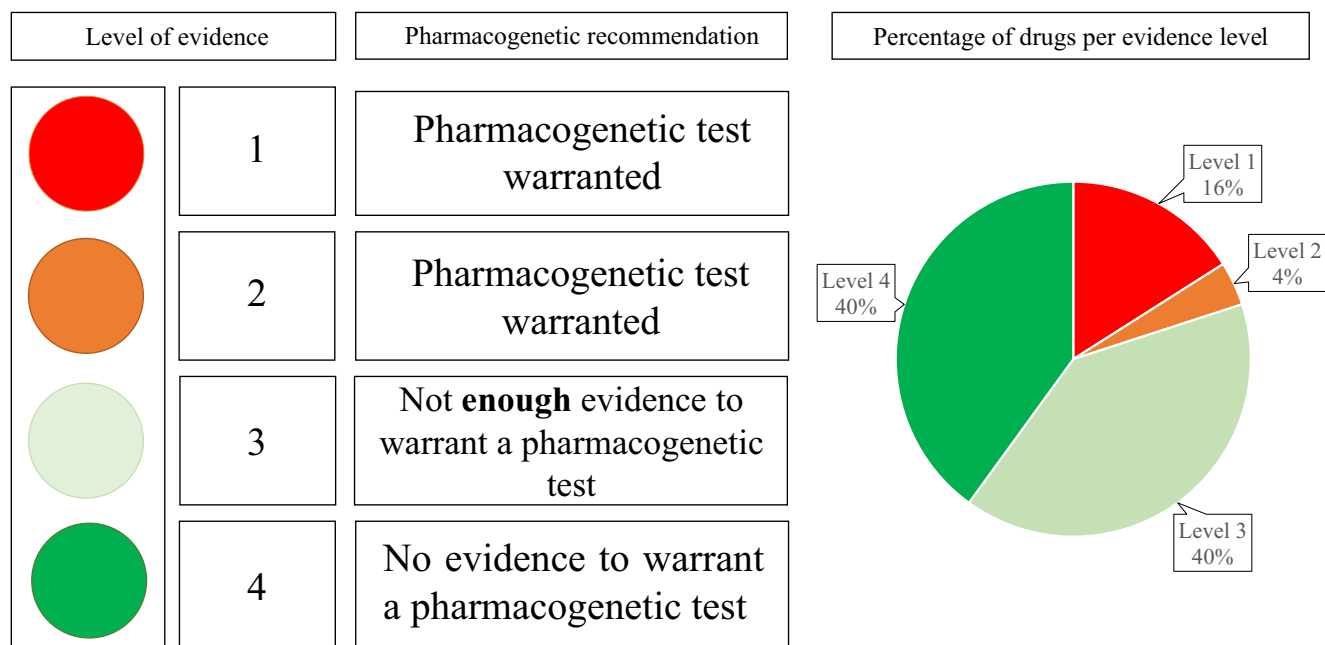 Level of evidence
Pharmacogenetic recommendation
Percentage of drugs per evidence level
1
Pharmacogenetic test
warranted
2
Pharmacogenetic test
warranted
3
Not enough evidence to
warrant a pharmacogenetic
test
4
No evidence to warrant
a pharmacogenetic test
Level 1
16%
Level 2
4%
Level 4
40%
Level 3
40%